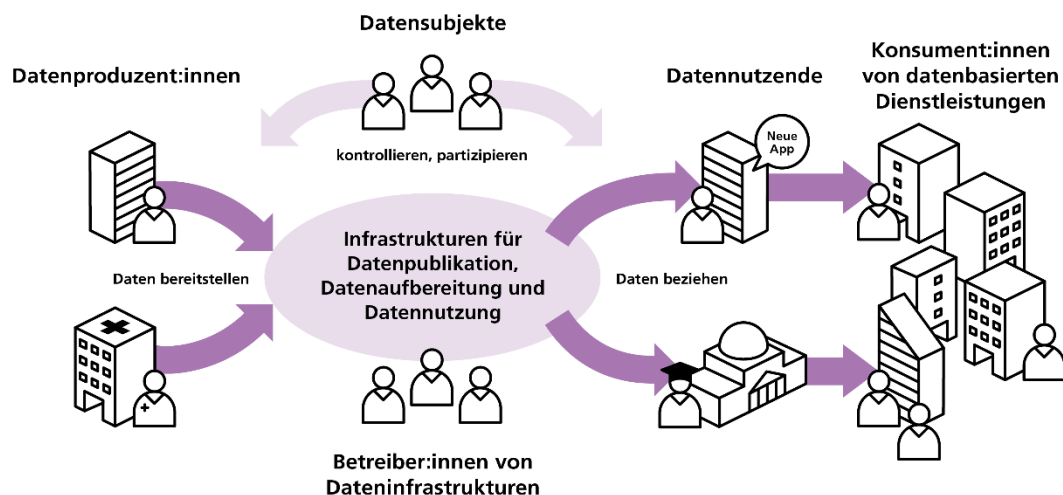 Datensubjekte
Datenproduzent:innen
Datennutzende
Konsument:innen
von datenbasierten
Dienstleistungen
Neue
App
kontrollieren, partizipieren
Infrastrukturen für
Datenpublikation,
Datenaufbereitung und
Datennutzung
Daten bereitstellen
Daten beziehen
Betreiber:innen von
Dateninfrastrukturen